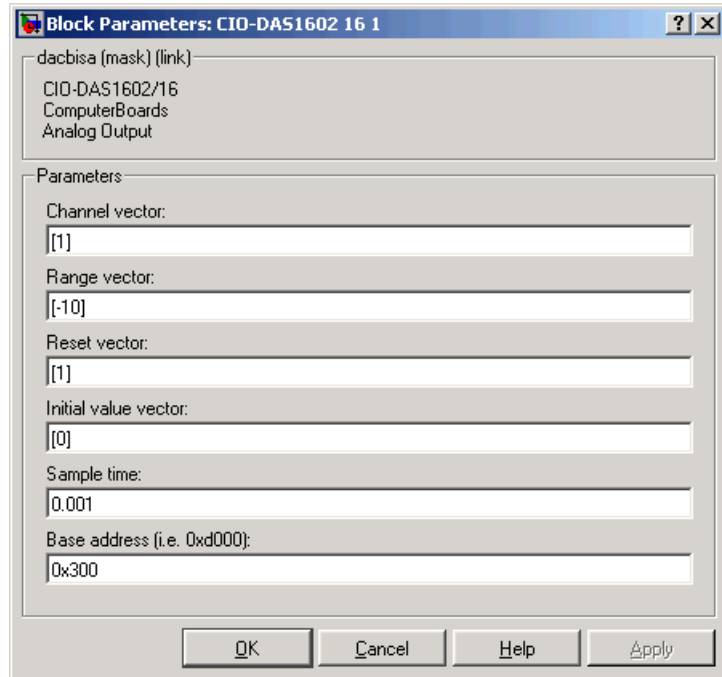 Block Parameters: CIO-DAS1602 16 1
dacbisa (mask) (link)
CIO-DAS1602/16
ComputerBoards
Analog Output
Parameters
Channel vector:
[1]
Range vector:
[-10]
Reset vector:
[1]
Initial value vector:
[0]
Sample time:
0.001
Base address (i.e. 0xd000):
0x300
OK Cancel Help Apply